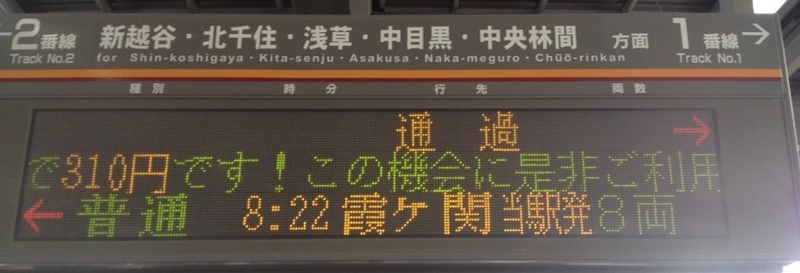 ←2番線 新越谷・北千住・浅草・中目黒・中央林間 方面 1番線→
Track No.2 for Shin-koshigaya・Kita-senju・Asakusa・Naka-meguro・Chūō-rinkan Track No.1
種別 時分 行先 両数
通過 →
で310円です!この機会に是非ご利用
← 普通 8:22 霞ケ関 当駅発 8両